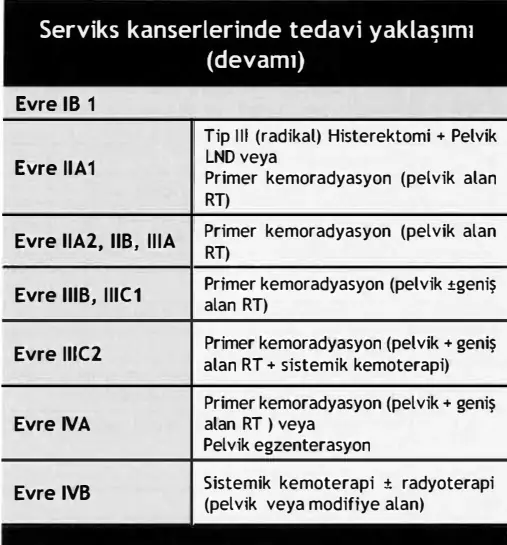 Serviks kanserlerinde tedavi yaklaşımı
(devamı)
Evre IB 1
Evre IIA1
Tip III (radikal) Histerektomi + Pelvik
LND veya
Primer kemoradyasyon (pelvik alan
RT)
Evre IIA2, IIB, IIIA
Primer kemoradyasyon (pelvik alan
RT)
Evre IIIB, IIIC1
Primer kemoradyasyon (pelvik ±geniş
alan RT)
Evre IIIC2
Primer kemoradyasyon (pelvik + geniş
alan RT + sistemik kemoterapi)
Evre IVA
Primer kemoradyasyon (pelvik + geniş
alan RT ) veya
Pelvik egzenterasyon
Evre IVB
Sistemik kemoterapi ± radyoterapi
(pelvik veya modifiye alan)